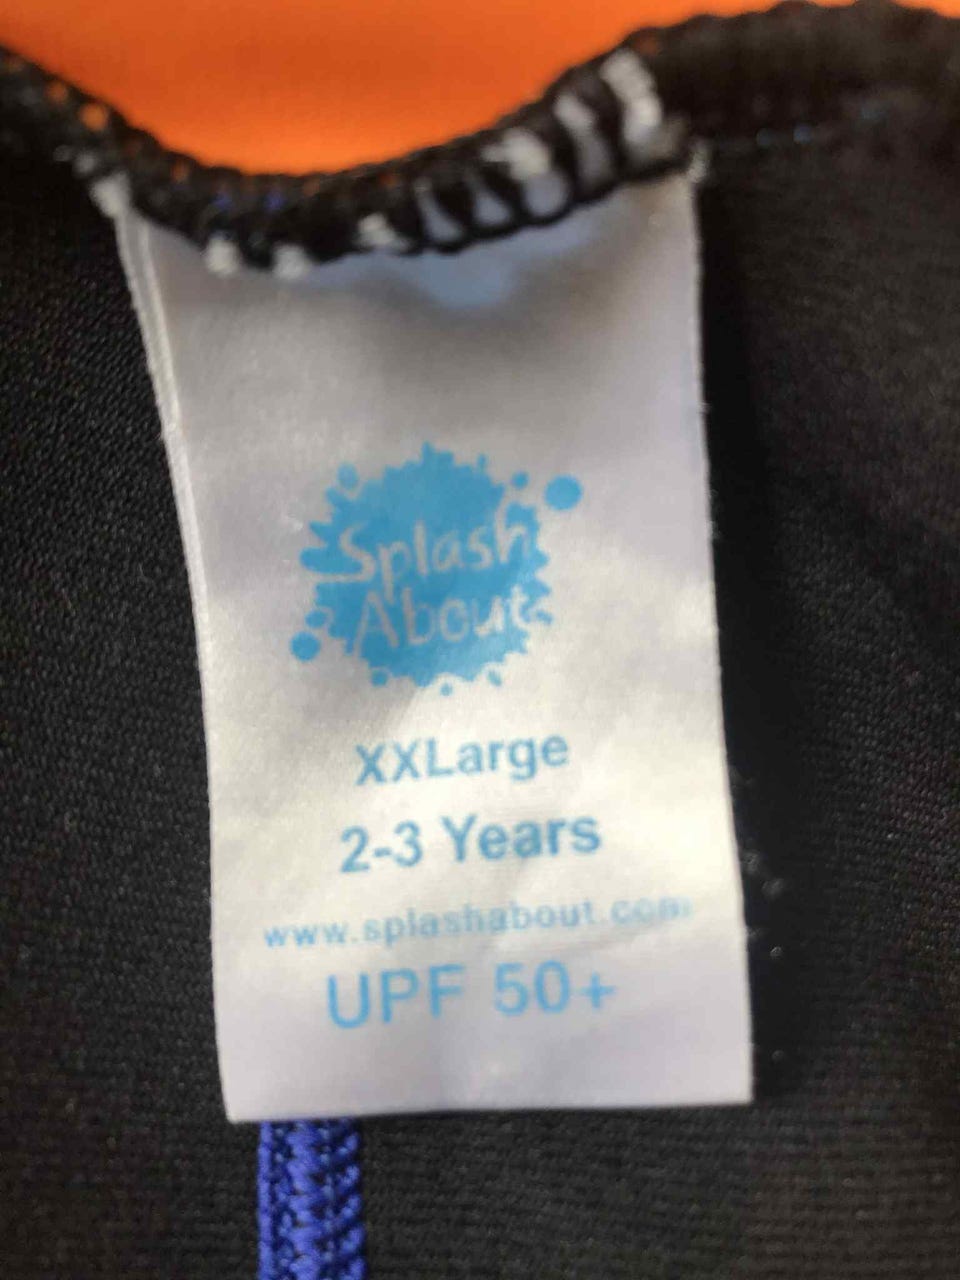 Splash
About
XXLarge
2-3 Years
www.splashabout.com
UPF 50+